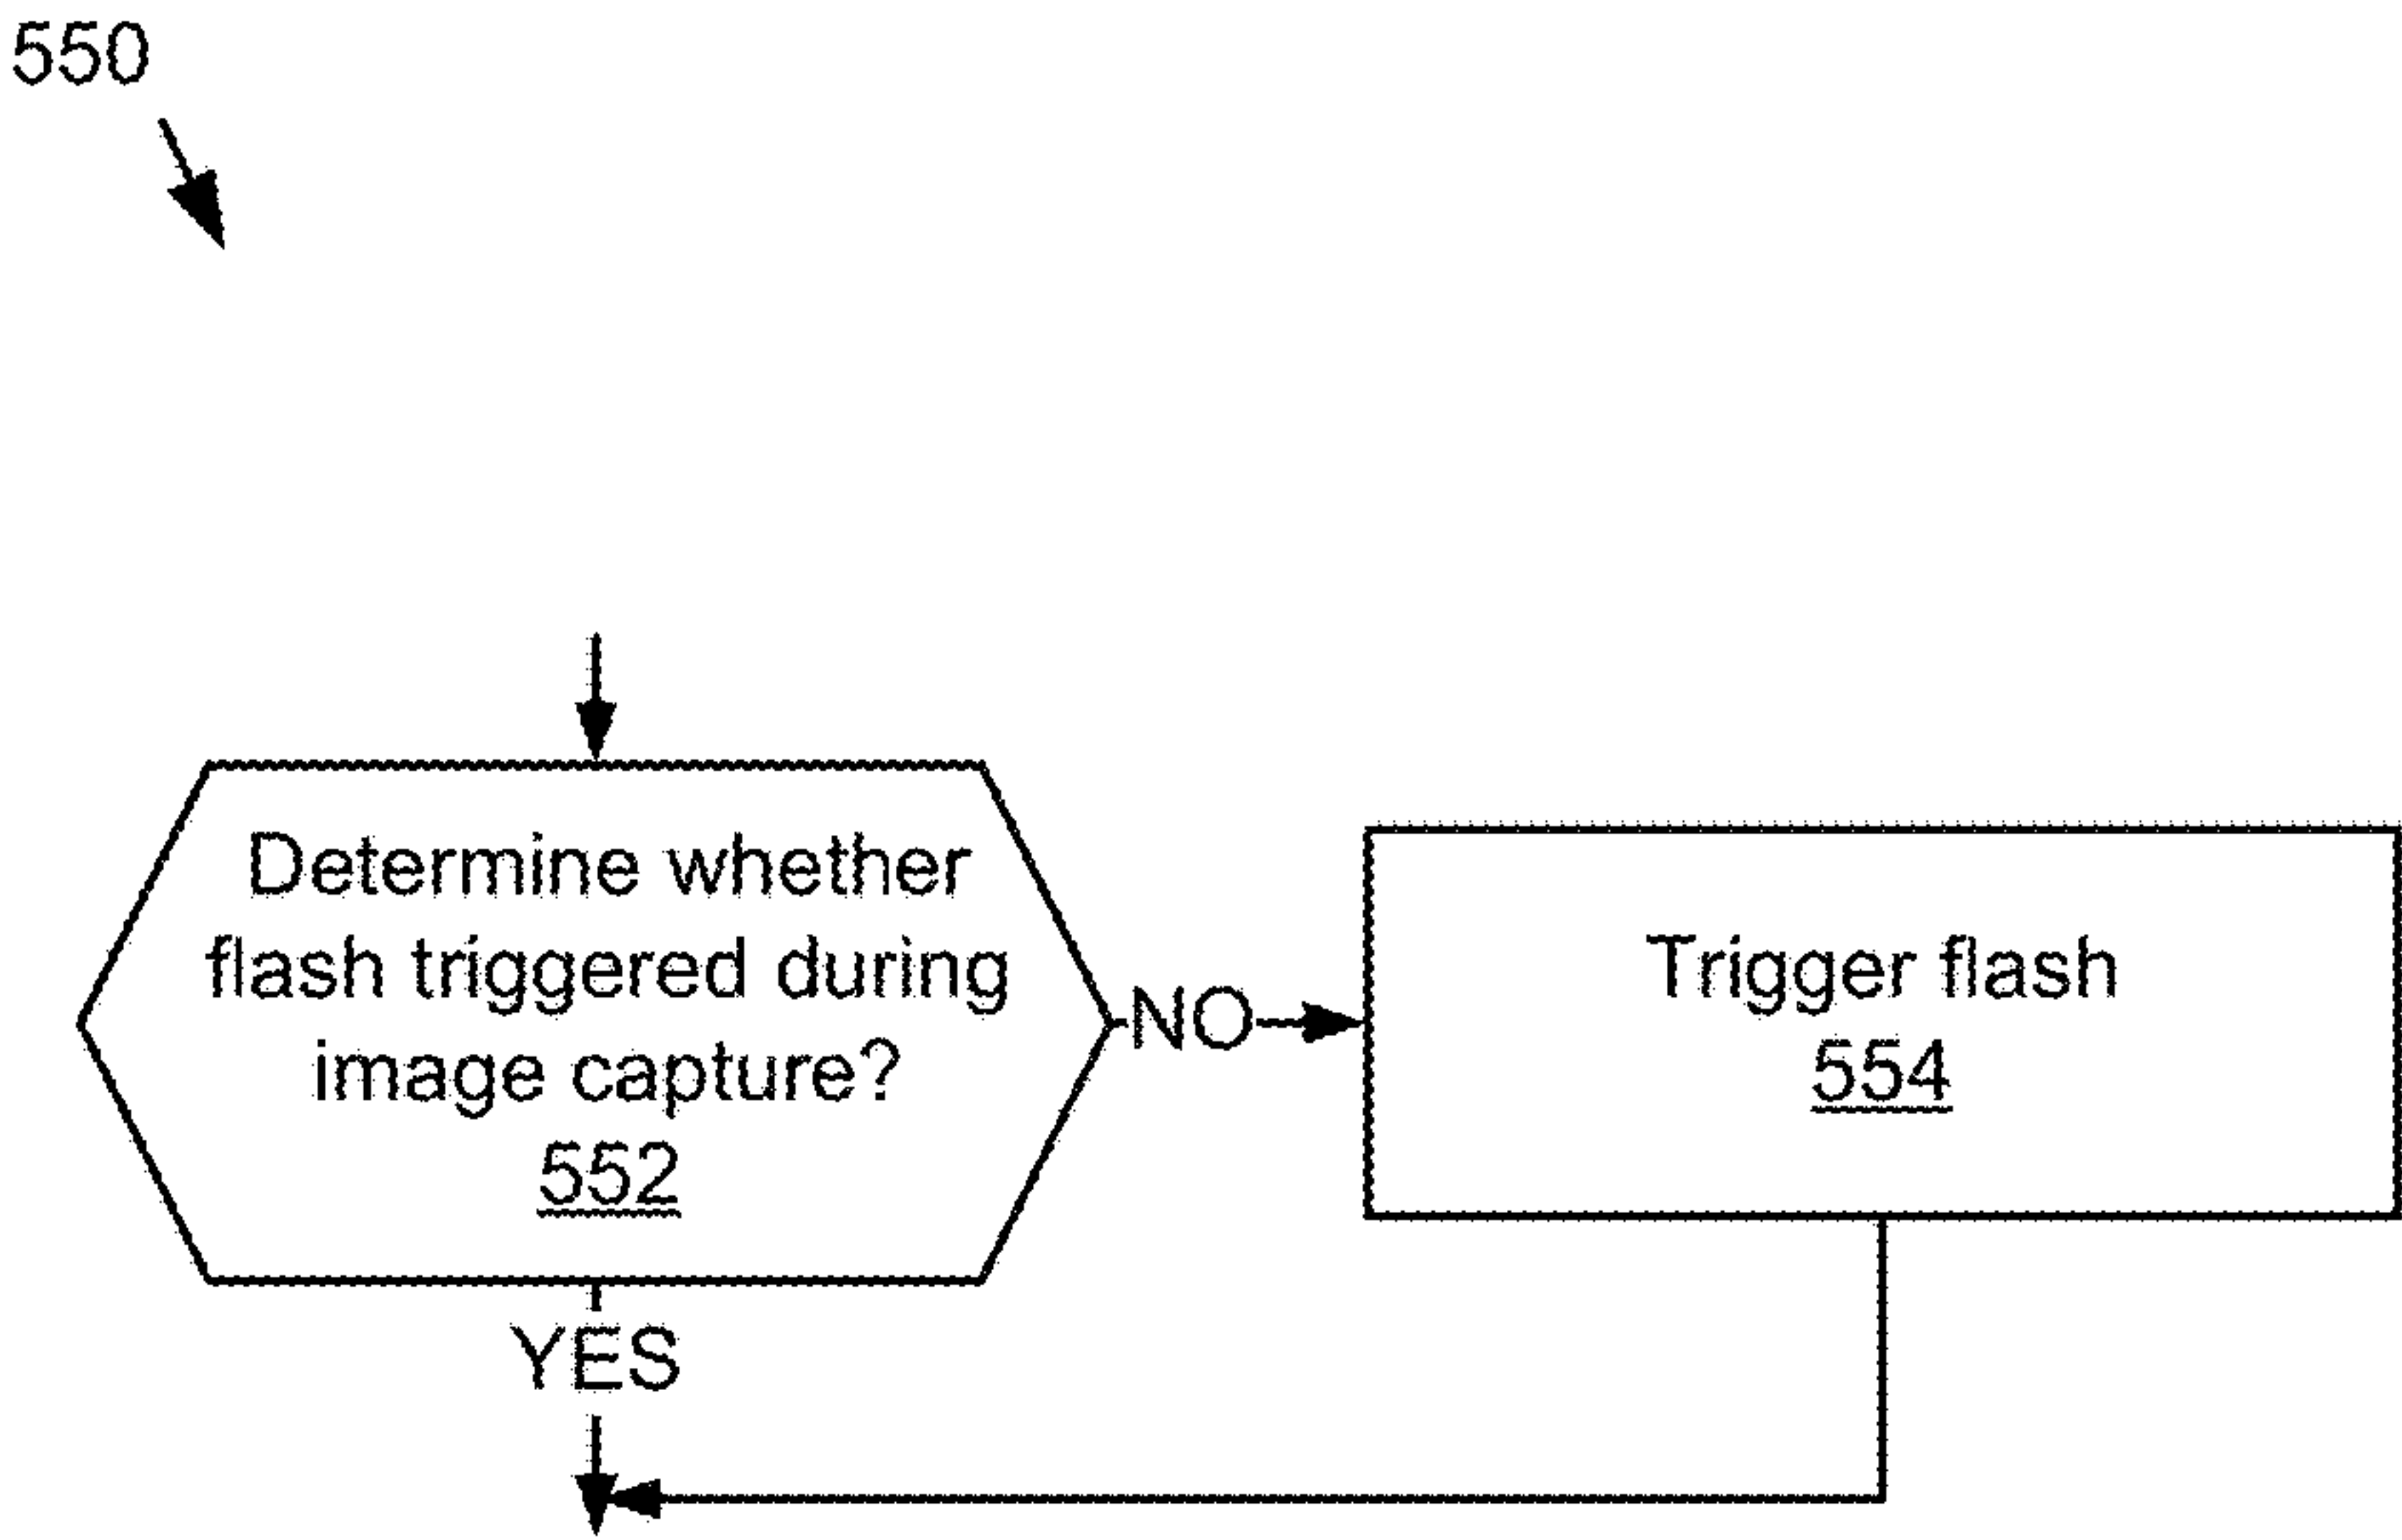 550
Determine whether
flash triggered during
image capture?
552
NO
Trigger flash
554
YES